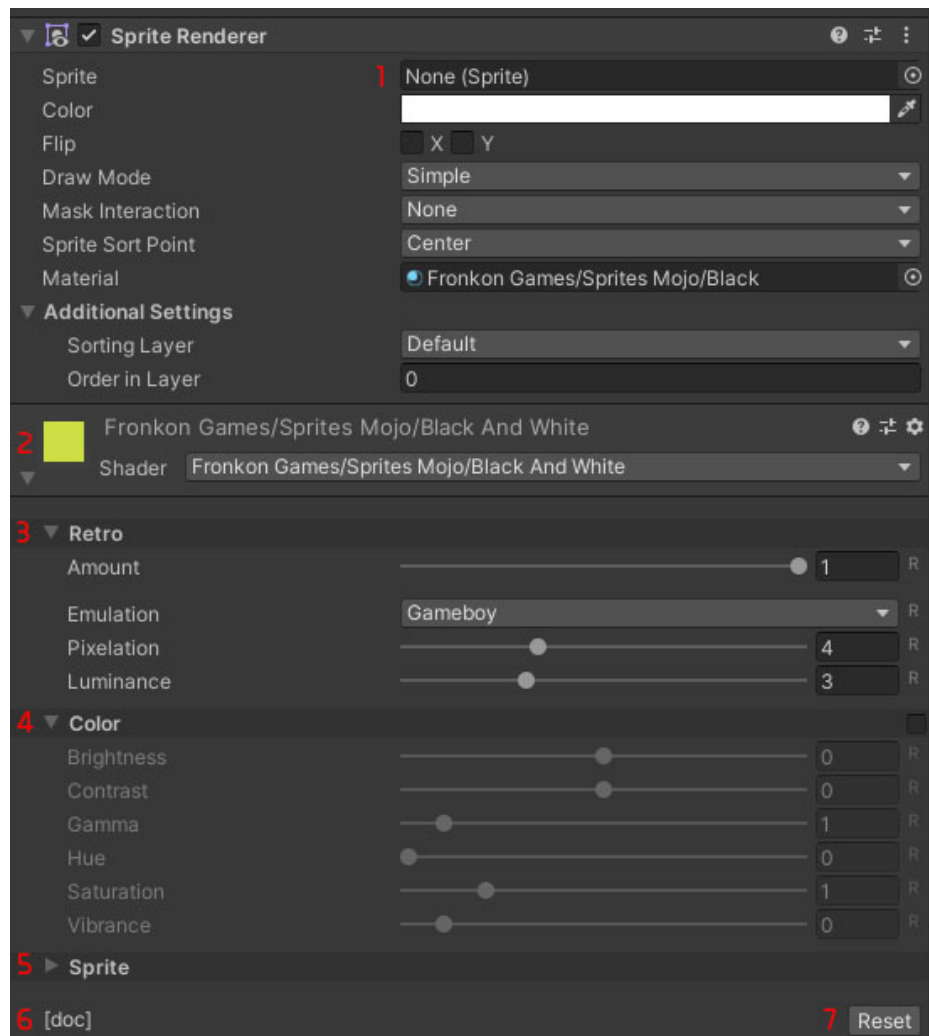 Sprite Renderer
Sprite 1 None (Sprite)
Color
Flip X Y
Draw Mode Simple
Mask Interaction None
Sprite Sort Point Center
Material Fronkon Games/Sprites Mojo/Black
Additional Settings
Sorting Layer Default
Order in Layer 0
2 Fronkon Games/Sprites Mojo/Black And White
Shader Fronkon Games/Sprites Mojo/Black And White
3 Retro
Amount 1 R
Emulation Gameboy R
Pixelation 4 R
Luminance 3 R
4 Color
Brightness 0 R
Contrast 0 R
Gamma 1 R
Hue 0 R
Saturation 1 R
Vibrance 0 R
5 Sprite
6 [doc] 7 Reset